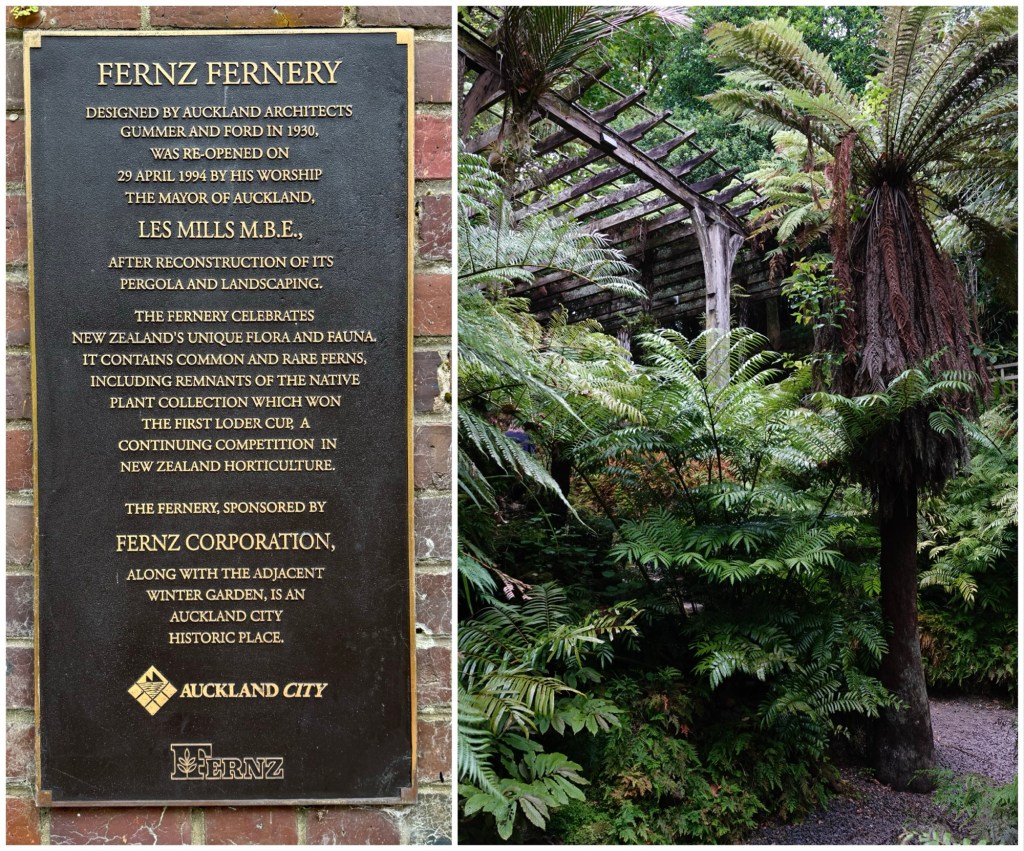 FERNZ FERNERY
DESIGNED BY AUCKLAND ARCHITECTS
GUMMER AND FORD IN 1930,
WAS RE-OPENED ON
29 APRIL 1994 BY HIS WORSHIP
THE MAYOR OF AUCKLAND,
LES MILLS M.B.E.,
AFTER RECONSTRUCTION OF ITS
PERGOLA AND LANDSCAPING.
THE FERNERY CELEBRATES
NEW ZEALAND'S UNIQUE FLORA AND FAUNA.
IT CONTAINS COMMON AND RARE FERNS,
INCLUDING REMNANTS OF THE NATIVE
PLANT COLLECTION WHICH WON
THE FIRST LODER CUP, A
CONTINUING COMPETITION IN
NEW ZEALAND HORTICULTURE.
THE FERNERY, SPONSORED BY
FERNZ CORPORATION,
ALONG WITH THE ADJACENT
WINTER GARDEN, IS AN
AUCKLAND CITY
HISTORIC PLACE.
AUCKLAND CITY
FERNZ